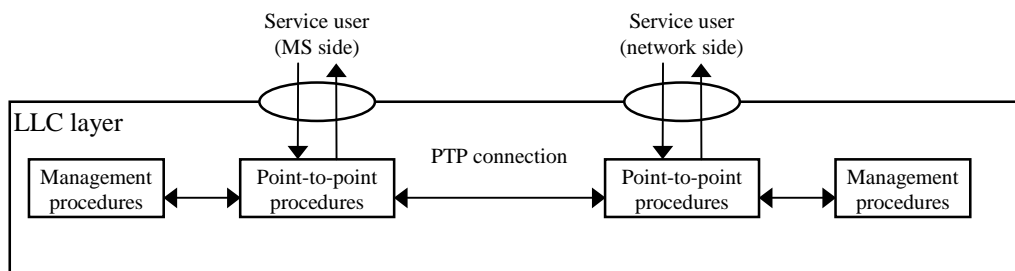 Service user
(MS side)
Service user
(network side)
LLC layer
PTP connection
Management
procedures
Point-to-point
procedures
Point-to-point
procedures
Management
procedures